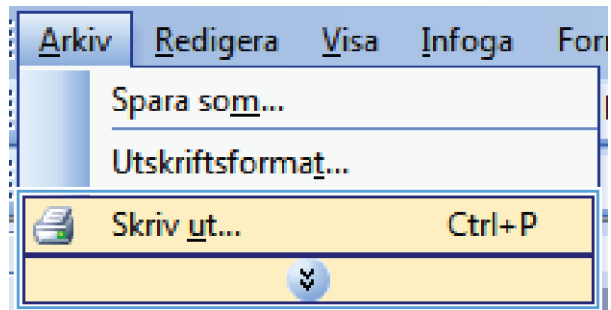 Arkiv Redigera Visa Infoga For
Spara som...
Utskriftsformat...
Skriv ut... Ctrl+P